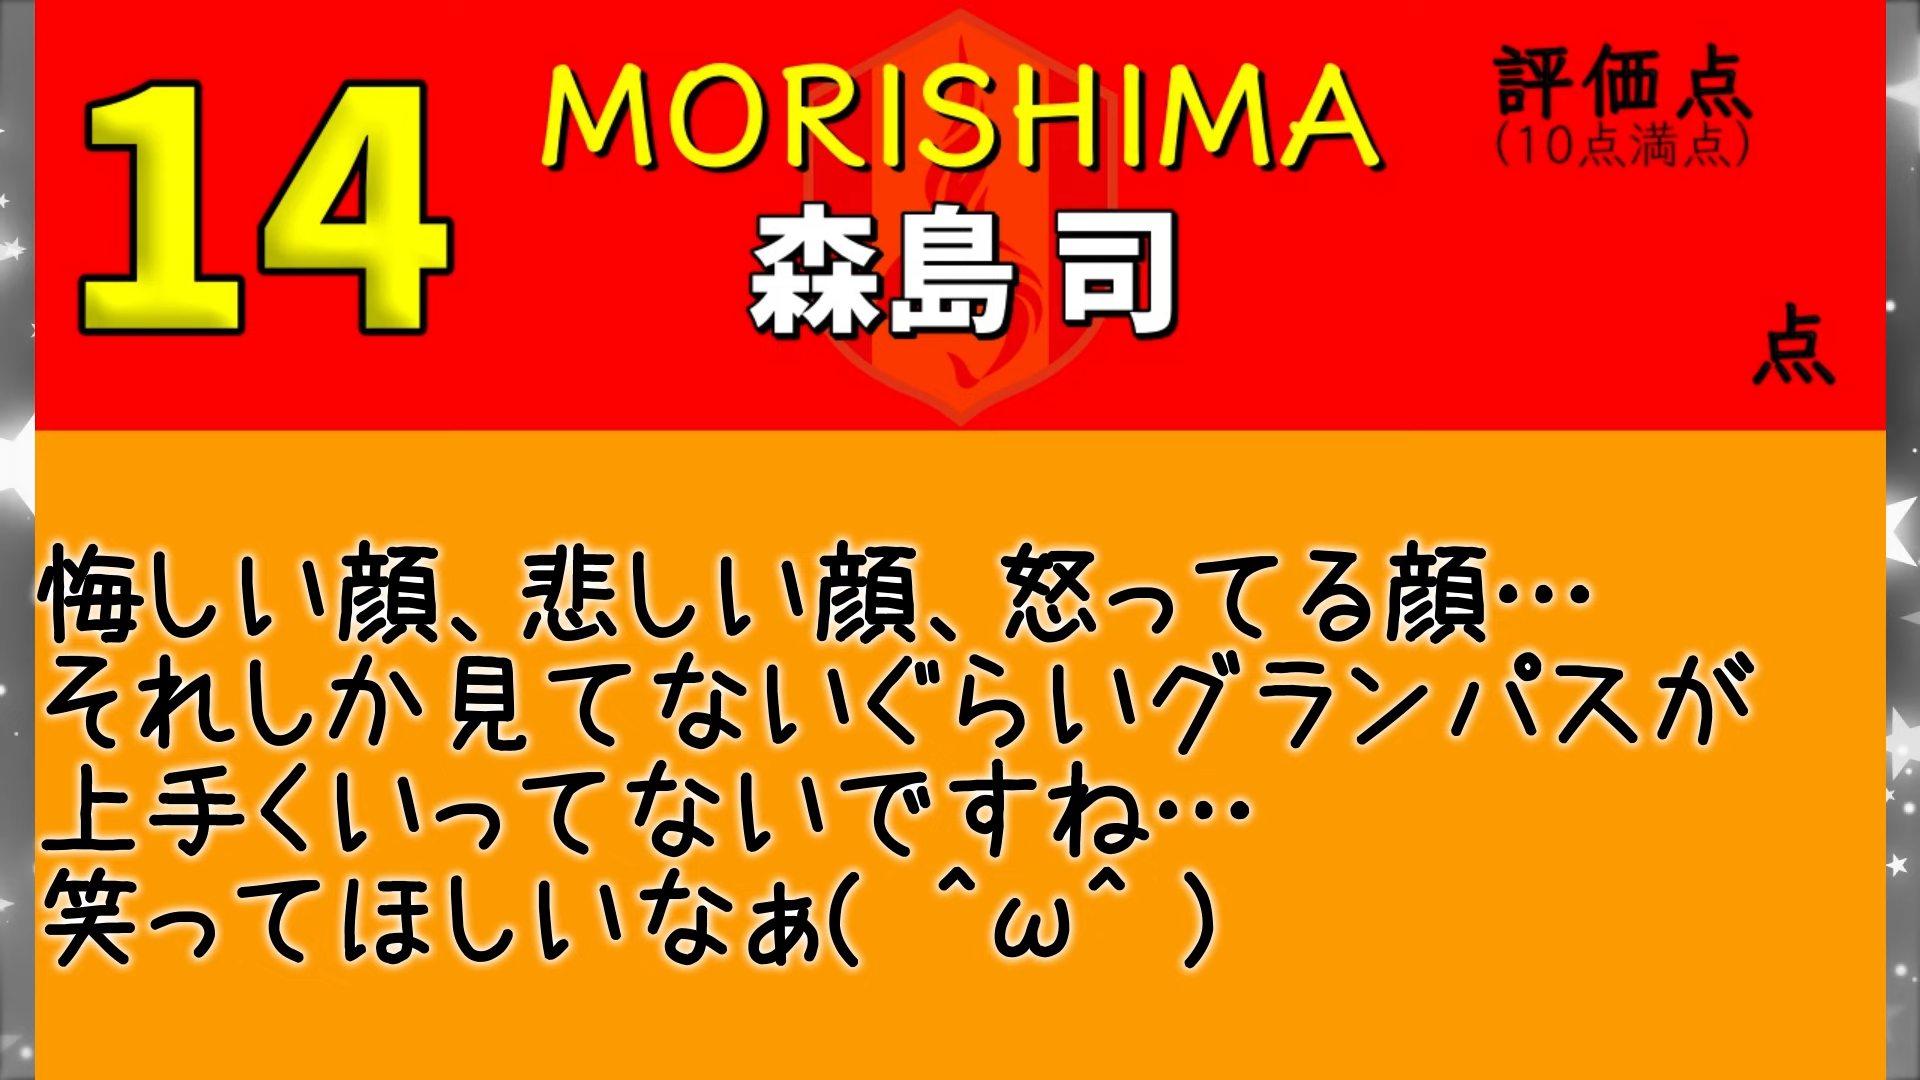 14
MORISHIMA
森島 司
評価点
(10点満点)
点
悔しい顔、悲しい顔、怒ってる顔…
それしか見てないぐらいグランパスが
上手くいってないですね…
笑ってほしいなぁ( ^ω^ )